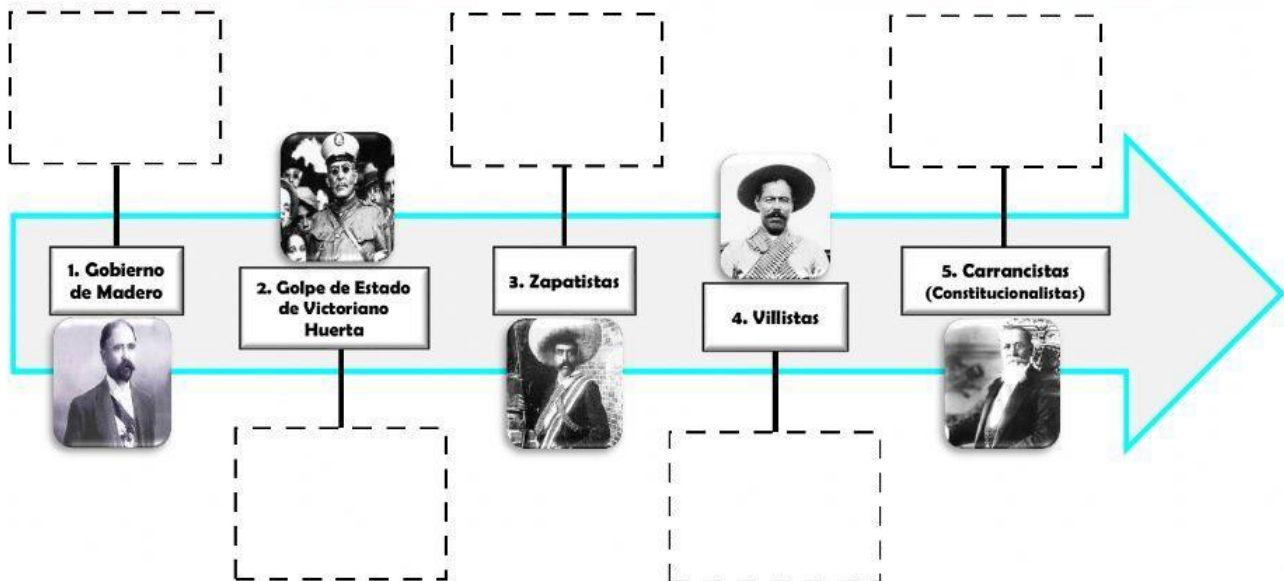 1. Gobierno
de Madero
2. Golpe de Estado
de Victoriano
Huerta
3. Zapatistas
4. Villistas
5. Carrancistas
(Constitucionalistas)